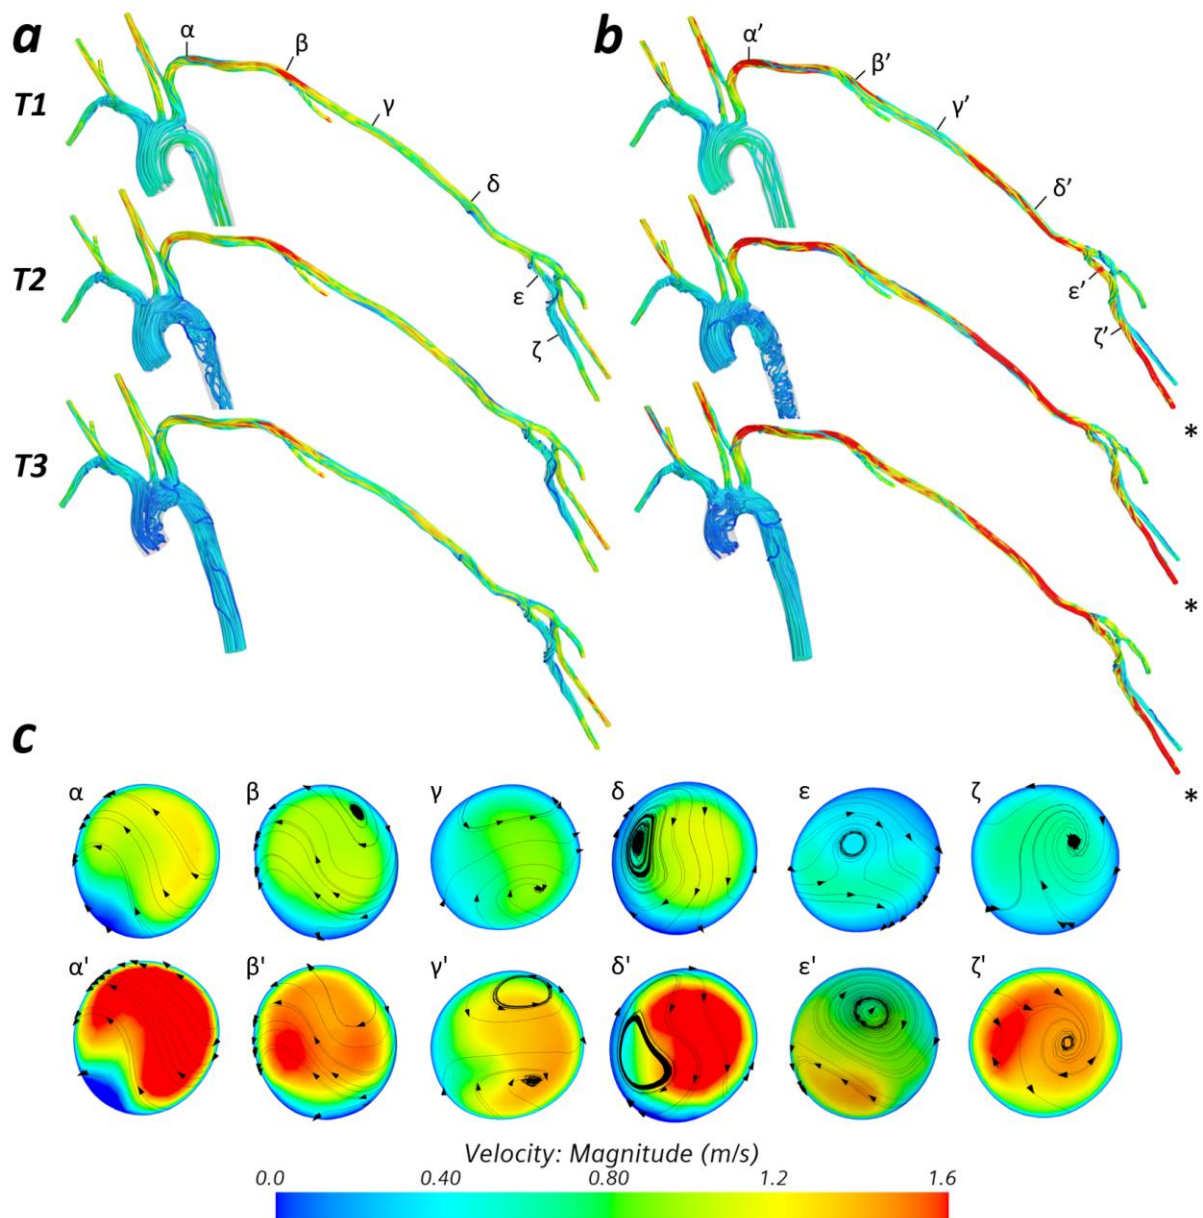 a b
α β γ δ ε ζ
α’ β’ γ’ δ’ ε’ ζ’
T1
T2
*
T3
*
*
c
α β γ δ ε ζ
α' β' γ' δ' ε' ζ'
Velocity: Magnitude (m/s)
0.0 0.40 0.80 1.2 1.6